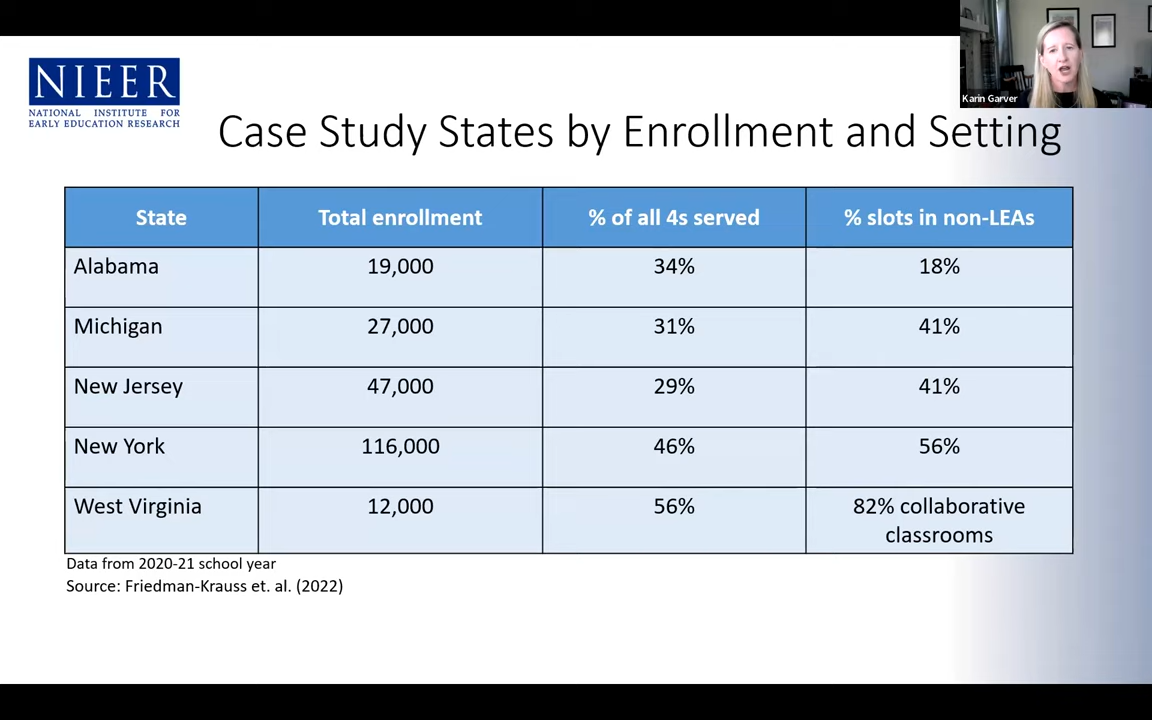 Karin Garver
NIEER
NATIONAL INSTITUTE FOR
EARLY EDUCATION RESEARCH
Case Study States by Enrollment and Setting
State Total enrollment % of all 4s served % slots in non-LEAs
Alabama 19,000 34% 18%
Michigan 27,000 31% 41%
New Jersey 47,000 29% 41%
New York 116,000 46% 56%
West Virginia 12,000 56% 82% collaborative
classrooms
Data from 2020-21 school year
Source: Friedman-Krauss et. al. (2022)